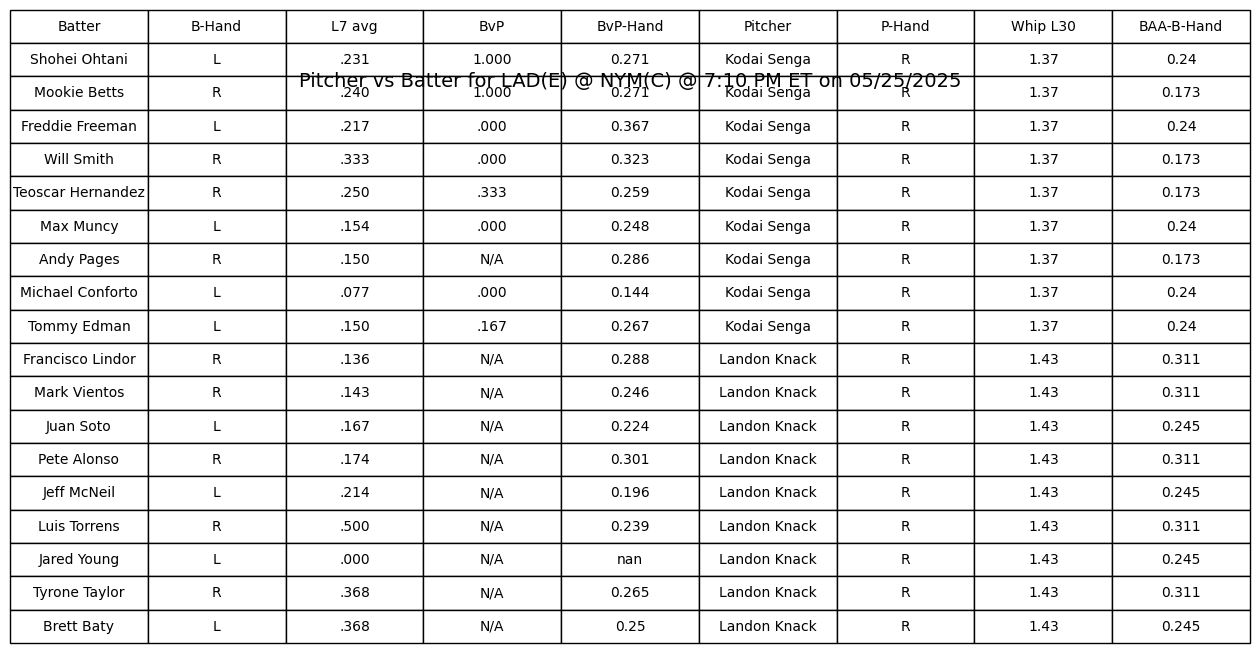 Batter B-Hand L7 avg BvP BvP-Hand Pitcher P-Hand Whip L30 BAA-B-Hand
Shohei Ohtani L .231 1.000 0.271 Kodai Senga R 1.37 0.24
Pitcher vs Batter for LAD(E) @ NYM(C) @ 7:10 PM ET on 05/25/2025
Mookie Betts R .240 1.000 0.271 Kodai Senga R 1.37 0.173
Freddie Freeman L .217 .000 0.367 Kodai Senga R 1.37 0.24
Will Smith R .333 .000 0.323 Kodai Senga R 1.37 0.173
Teoscar Hernandez R .250 .333 0.259 Kodai Senga R 1.37 0.173
Max Muncy L .154 .000 0.248 Kodai Senga R 1.37 0.24
Andy Pages R .150 N/A 0.286 Kodai Senga R 1.37 0.173
Michael Conforto L .077 .000 0.144 Kodai Senga R 1.37 0.24
Tommy Edman L .150 .167 0.267 Kodai Senga R 1.37 0.24
Francisco Lindor R .136 N/A 0.288 Landon Knack R 1.43 0.311
Mark Vientos R .143 N/A 0.246 Landon Knack R 1.43 0.311
Juan Soto L .167 N/A 0.224 Landon Knack R 1.43 0.245
Pete Alonso R .174 N/A 0.301 Landon Knack R 1.43 0.311
Jeff McNeil L .214 N/A 0.196 Landon Knack R 1.43 0.245
Luis Torrens R .500 N/A 0.239 Landon Knack R 1.43 0.311
Jared Young L .000 N/A nan Landon Knack R 1.43 0.245
Tyrone Taylor R .368 N/A 0.265 Landon Knack R 1.43 0.311
Brett Baty L .368 N/A 0.25 Landon Knack R 1.43 0.245